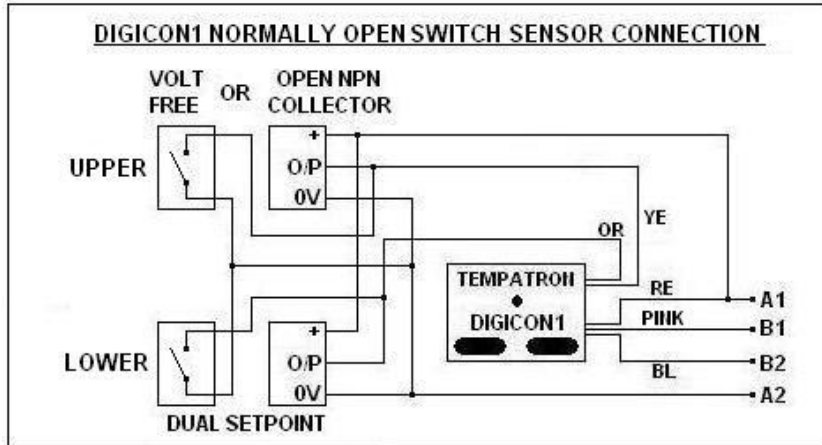 DIGICON1 NORMALLY OPEN SWITCH SENSOR CONNECTION
VOLT
FREE
OR
OPEN NPN
COLLECTOR
UPPER
+
O/P
0V
YE
OR
TEMPATRON
DIGICON1
RE
A1
PINK
B1
BL
B2
A2
LOWER
+
O/P
0V
DUAL SETPOINT